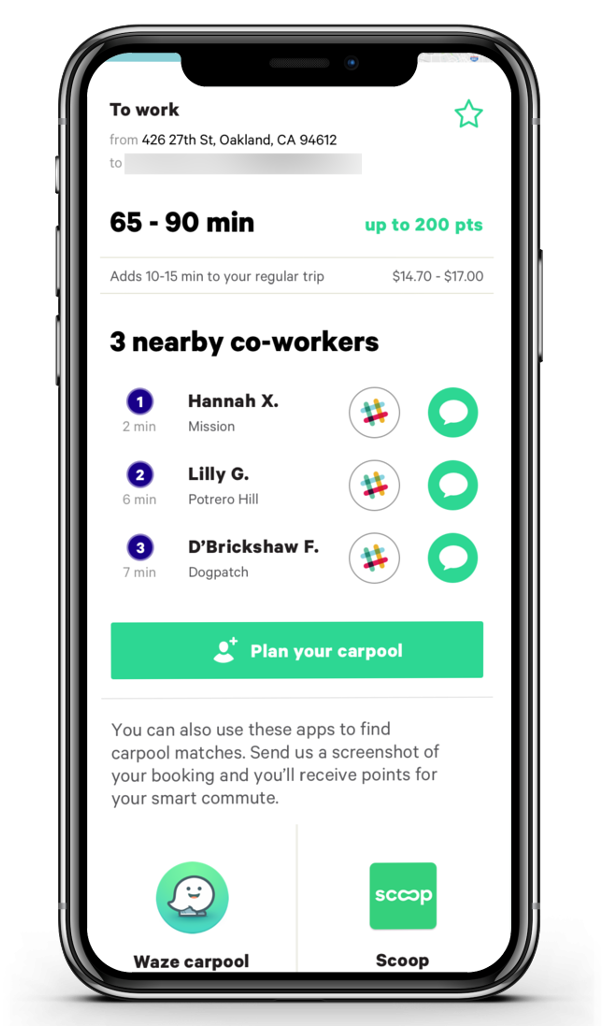 To work
from 426 27th St, Oakland, CA 94612
to
65 - 90 min
up to 200 pts
Adds 10-15 min to your regular trip
$14.70 - $17.00
3 nearby co-workers
1
Hannah X.
2 min
Mission
2
Lilly G.
6 min
Potrero Hill
3
D’Brickshaw F.
7 min
Dogpatch
Plan your carpool
You can also use these apps to find
carpool matches. Send us a screenshot of
your booking and you’ll receive points for
your smart commute.
scoop
Waze carpool
Scoop